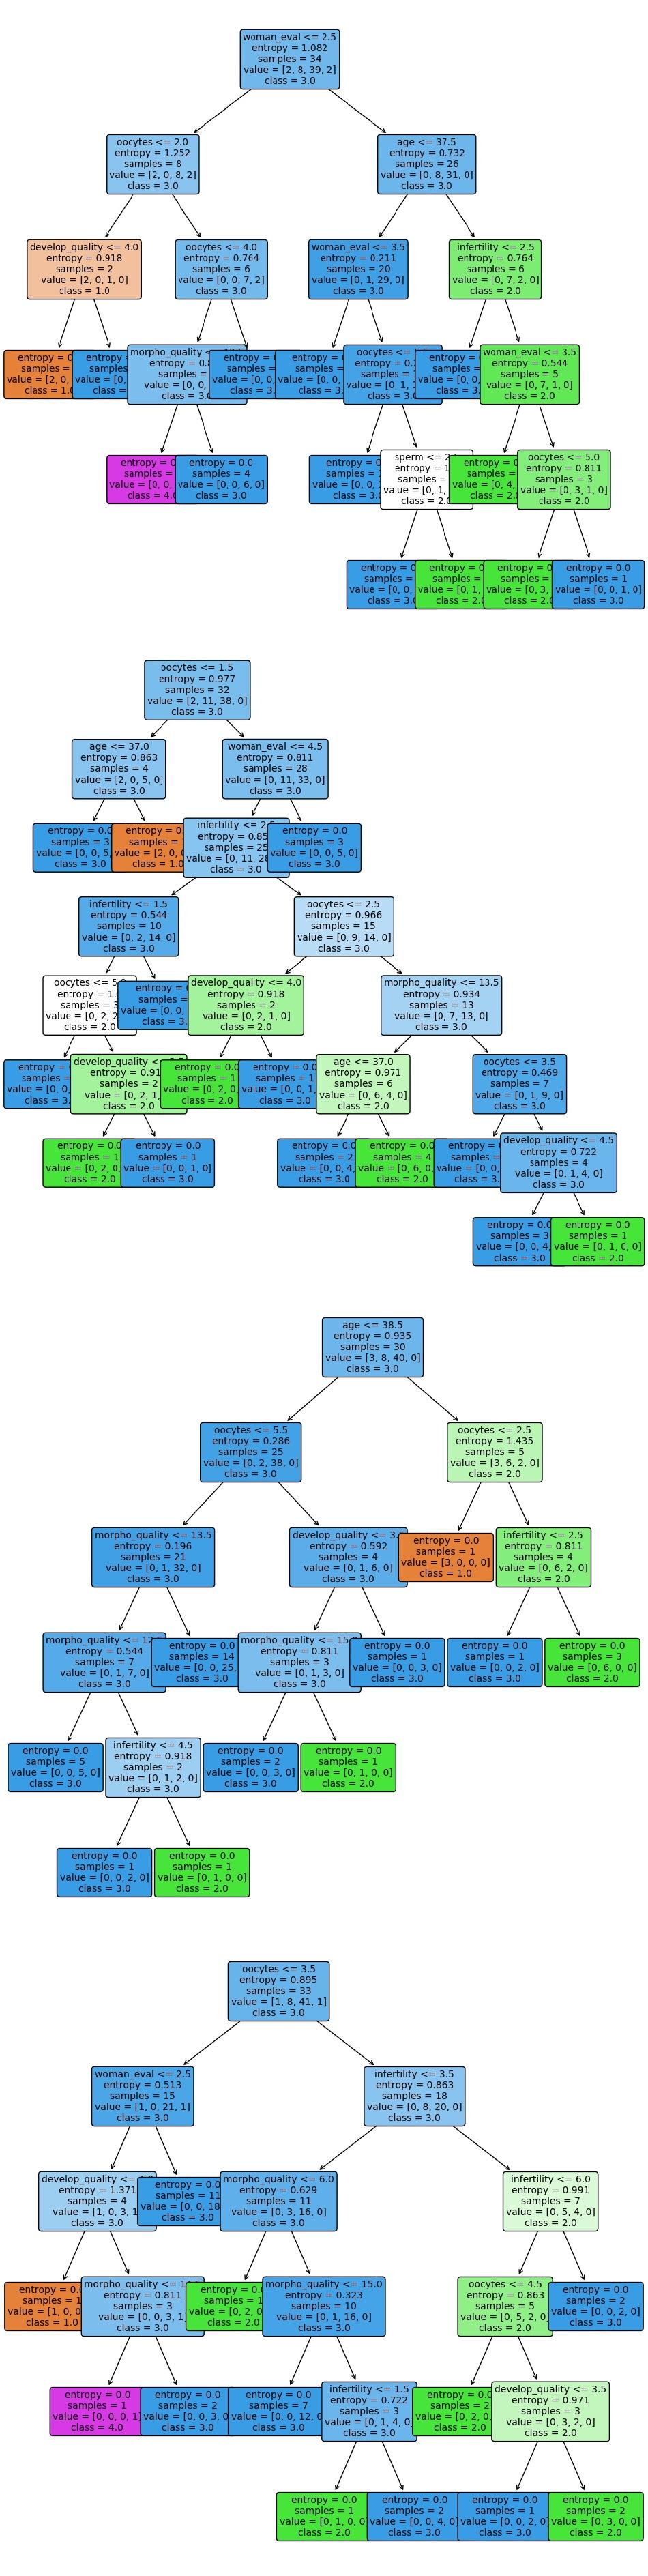 woman_eval <= 2.5
entropy = 1.082
samples = 34
value = [2, 8, 39, 2]
class = 3.0
oocytes <= 2.0
entropy = 1.252
samples = 8
value = [2, 0, 8, 2]
class = 3.0
age <= 37.5
entropy = 0.732
samples = 26
value = [0, 8, 31, 0]
class = 3.0
develop_quality <= 4.0
entropy = 0.918
samples = 2
value = [2, 0, 1, 0]
class = 1.0
oocytes <= 4.0
entropy = 0.764
samples = 6
value = [0, 0, 7, 2]
class = 3.0
woman_eval <= 3.5
entropy = 0.211
samples = 20
value = [0, 1, 29, 0]
class = 3.0
infertility <= 2.5
entropy = 0.764
samples = 6
value = [0, 7, 2, 0]
class = 2.0
entropy =
samples =
value = [2, 0,
class = 1.0
entropy =
samples =
value = [0,
class =
morpho_quality <=
entropy =
samples =
value = [0, 0,
class = 3.0
entropy =
samples =
value = [0, 0,
class = 3.
entropy =
samples =
value = [0, 0,
class = 3.
oocytes <=
entropy =
samples =
value = [0, 1,
class = 3.0
entropy =
samples =
value = [0, 0,
class = 3.
woman_eval <= 3.5
entropy = 0.544
samples = 5
value = [0, 7, 1, 0]
class = 2.0
entropy =
samples =
value = [0, 0,
class = 4.0
entropy = 0.0
samples = 4
value = [0, 0, 6, 0]
class = 3.0
entropy =
samples =
value = [0, 0,
class = 3.
sperm <=
entropy =
samples =
value = [0, 1,
class = 2.0
entropy =
samples =
value = [0, 4,
class = 2.0
oocytes <= 5.0
entropy = 0.811
samples = 3
value = [0, 3, 1, 0]
class = 2.0
entropy =
samples =
value = [0, 0,
class = 3.0
entropy =
samples =
value = [0, 1,
class = 2.0
entropy =
samples =
value = [0, 3,
class = 2.0
entropy = 0.0
samples = 1
value = [0, 0, 1, 0]
class = 3.0
oocytes <= 1.5
entropy = 0.977
samples = 32
value = [2, 11, 38, 0]
class = 3.0
age <= 37.0
entropy = 0.863
samples = 4
value = [2, 0, 5, 0]
class = 3.0
woman_eval <= 4.5
entropy = 0.811
samples = 28
value = [0, 11, 33, 0]
class = 3.0
entropy = 0.0
samples = 3
value = [0, 0, 5,
class = 3.0
entropy = 0.
samples =
value = [2, 0,
class = 1.0
infertility <=
entropy = 0.85
samples = 25
value = [0, 11, 28
class = 3.0
entropy = 0.0
samples = 3
value = [0, 0, 5, 0]
class = 3.0
infertility <= 1.5
entropy = 0.544
samples = 10
value = [0, 2, 14, 0]
class = 3.0
oocytes <= 2.5
entropy = 0.966
samples = 15
value = [0, 9, 14, 0]
class = 3.0
oocytes <=
entropy = 1.
samples = 3
value = [0, 2, 2
class = 2.0
entropy =
samples =
value = [0, 0,
class = 3.
develop_quality <= 4.0
entropy = 0.918
samples = 2
value = [0, 2, 1, 0]
class = 2.0
morpho_quality <= 13.5
entropy = 0.934
samples = 13
value = [0, 7, 13, 0]
class = 3.0
entropy =
samples =
value = [0, 0,
class = 3.
develop_quality <=
entropy = 0.91
samples = 2
value = [0, 2, 1,
class = 2.0
entropy = 0.0
samples = 1
value = [0, 2, 0,
class = 2.0
entropy = 0.0
samples = 1
value = [0, 0, 1,
class = 3.0
age <= 37.0
entropy = 0.971
samples = 6
value = [0, 6, 4, 0]
class = 2.0
oocytes <= 3.5
entropy = 0.469
samples = 7
value = [0, 1, 9, 0]
class = 3.0
entropy = 0.0
samples = 1
value = [0, 2, 0,
class = 2.0
entropy = 0.0
samples = 1
value = [0, 0, 1, 0]
class = 3.0
entropy = 0.0
samples = 2
value = [0, 0, 4,
class = 3.0
entropy = 0.0
samples = 4
value = [0, 6, 0,
class = 2.0
entropy =
samples =
value = [0, 0,
class = 3.
develop_quality <= 4.5
entropy = 0.722
samples = 4
value = [0, 1, 4, 0]
class = 3.0
entropy = 0.0
samples = 3
value = [0, 0, 4,
class = 3.0
entropy = 0.0
samples = 1
value = [0, 1, 0, 0]
class = 2.0
age <= 38.5
entropy = 0.935
samples = 30
value = [3, 8, 40, 0]
class = 3.0
oocytes <= 5.5
entropy = 0.286
samples = 25
value = [0, 2, 38, 0]
class = 3.0
oocytes <= 2.5
entropy = 1.435
samples = 5
value = [3, 6, 2, 0]
class = 2.0
morpho_quality <= 13.5
entropy = 0.196
samples = 21
value = [0, 1, 32, 0]
class = 3.0
develop_quality <= 3.
entropy = 0.592
samples = 4
value = [0, 1, 6, 0]
class = 3.0
entropy = 0.0
samples = 1
value = [3, 0, 0, 0]
class = 1.0
infertility <= 2.5
entropy = 0.811
samples = 4
value = [0, 6, 2, 0]
class = 2.0
morpho_quality <= 12
entropy = 0.544
samples = 7
value = [0, 1, 7, 0]
class = 3.0
entropy = 0.0
samples = 14
value = [0, 0, 25,
class = 3.0
morpho_quality <= 15
entropy = 0.811
samples = 3
value = [0, 1, 3, 0]
class = 3.0
entropy = 0.0
samples = 1
value = [0, 0, 3, 0]
class = 3.0
entropy = 0.0
samples = 1
value = [0, 0, 2, 0]
class = 3.0
entropy = 0.0
samples = 3
value = [0, 6, 0, 0]
class = 2.0
entropy = 0.0
samples = 5
value = [0, 0, 5, 0]
class = 3.0
infertility <= 4.5
entropy = 0.918
samples = 2
value = [0, 1, 2, 0]
class = 3.0
entropy = 0.0
samples = 2
value = [0, 0, 3, 0]
class = 3.0
entropy = 0.0
samples = 1
value = [0, 1, 0, 0]
class = 2.0
entropy = 0.0
samples = 1
value = [0, 0, 2, 0]
class = 3.0
entropy = 0.0
samples = 1
value = [0, 1, 0, 0]
class = 2.0
oocytes <= 3.5
entropy = 0.895
samples = 33
value = [1, 8, 41, 1]
class = 3.0
woman_eval <= 2.5
entropy = 0.513
samples = 15
value = [1, 0, 21, 1]
class = 3.0
infertility <= 3.5
entropy = 0.863
samples = 18
value = [0, 8, 20, 0]
class = 3.0
develop_quality <=
entropy = 1.371
samples = 4
value = [1, 0, 3, 1
class = 3.0
entropy = 0.0
samples = 11
value = [0, 0, 18
class = 3.0
morpho_quality <= 6.0
entropy = 0.629
samples = 11
value = [0, 3, 16, 0]
class = 3.0
infertility <= 6.0
entropy = 0.991
samples = 7
value = [0, 5, 4, 0]
class = 2.0
entropy = 0.0
samples = 1
value = [1, 0, 0
class = 1.0
morpho_quality <=
entropy = 0.811
samples = 3
value = [0, 0, 3, 1
class = 3.0
entropy = 0.0
samples = 1
value = [0, 2, 0
class = 2.0
morpho_quality <= 15.0
entropy = 0.323
samples = 10
value = [0, 1, 16, 0]
class = 3.0
oocytes <= 4.5
entropy = 0.863
samples = 5
value = [0, 5, 2, 0
class = 2.0
entropy = 0.0
samples = 2
value = [0, 0, 2, 0]
class = 3.0
entropy = 0.0
samples = 1
value = [0, 0, 0, 1
class = 4.0
entropy = 0.0
samples = 2
value = [0, 0, 3, 0
class = 3.0
entropy = 0.0
samples = 7
value = [0, 0, 12, 0
class = 3.0
infertility <= 1.5
entropy = 0.722
samples = 3
value = [0, 1, 4, 0
class = 3.0
entropy = 0.0
samples = 2
value = [0, 2, 0,
class = 2.0
develop_quality <= 3.5
entropy = 0.971
samples = 3
value = [0, 3, 2, 0]
class = 2.0
entropy = 0.0
samples = 1
value = [0, 1, 0, 0
class = 2.0
entropy = 0.0
samples = 2
value = [0, 0, 4, 0
class = 3.0
entropy = 0.0
samples = 1
value = [0, 0, 2, 0
class = 3.0
entropy = 0.0
samples = 2
value = [0, 3, 0, 0]
class = 2.0